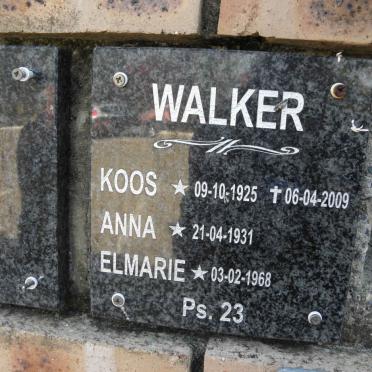 WALKER
KOOS ★ 09-10-1925 ✝ 06-04-2009
ANNA ★ 21-04-1931
ELMARIE ★ 03-02-1968
Ps. 23